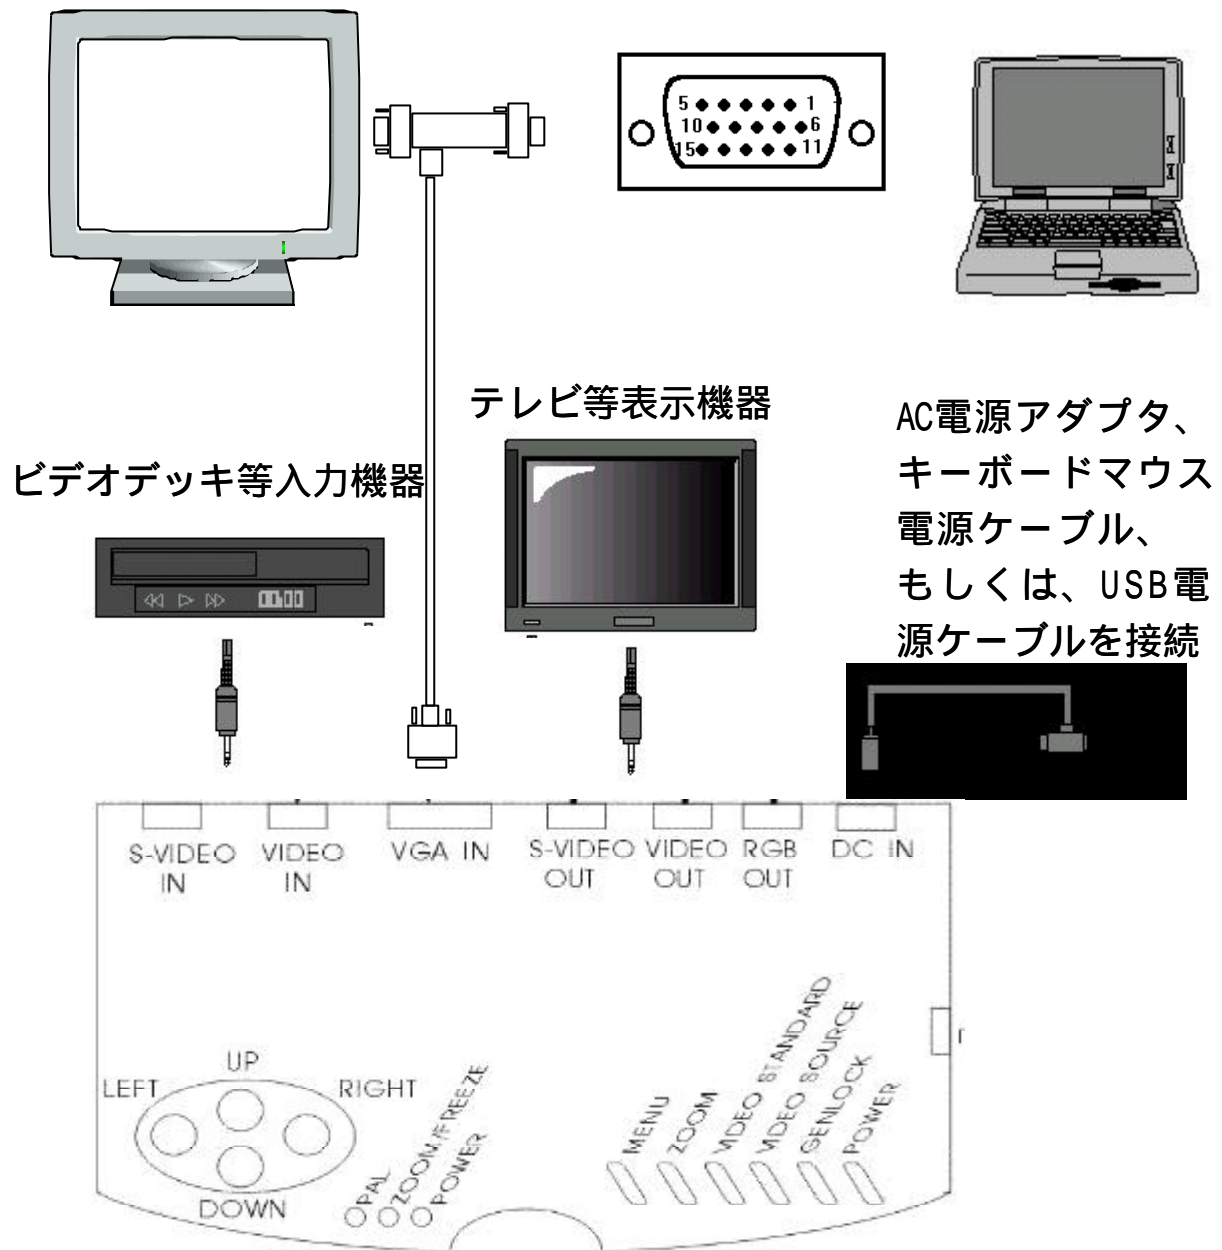 5 1
10 6
15 11
テレビ等表示機器
AC電源アダプタ、
キーボードマウス
電源ケーブル、
もしくは、USB電
源ケーブルを接続
ビデオデッキ等入力機器
S-VIDEO IN
VIDEO IN
VGA IN
S-VIDEO OUT
VIDEO OUT
RGB OUT
DC IN
UP
LEFT
RIGHT
DOWN
PAL
ZOON/FREEZE
POWER
MENU
ZOOM
VIDEO STANDARD
VIDEO SOURCE
GENLOCK
POWER